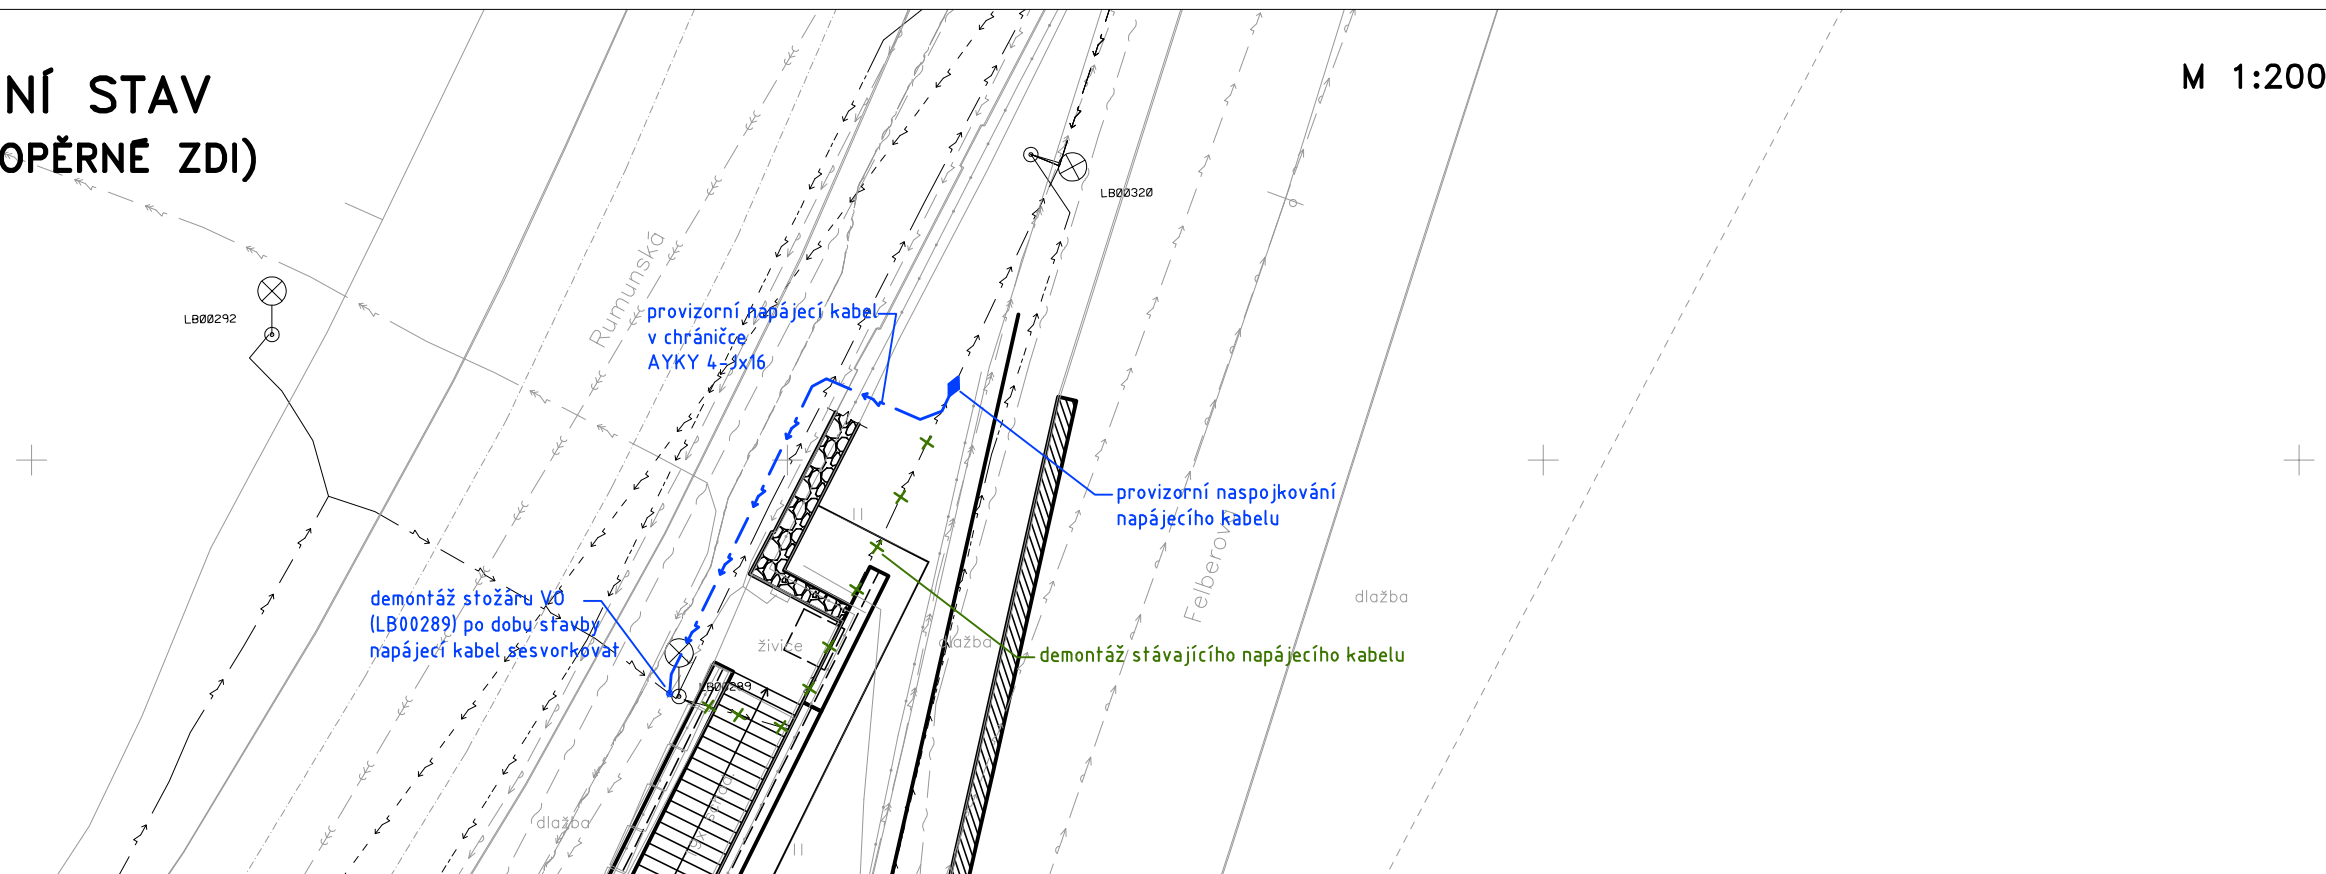 NÍ STAV
OPĚRNÉ ZDI)
M 1:200
LB00320
LB00292
Rumunská
provizorní napájecí kabel
v chráničce
AYKY 4-Jx16
provizorní naspojkování
napájecího kabelu
Felberova
dlažba
demontáž stožáru VO
(LB00289) po dobu stavby
napájecí kabel sesvorkovat
živice
dlažba
demontáž stávajícího napájecího kabelu
LB00289
dlažba